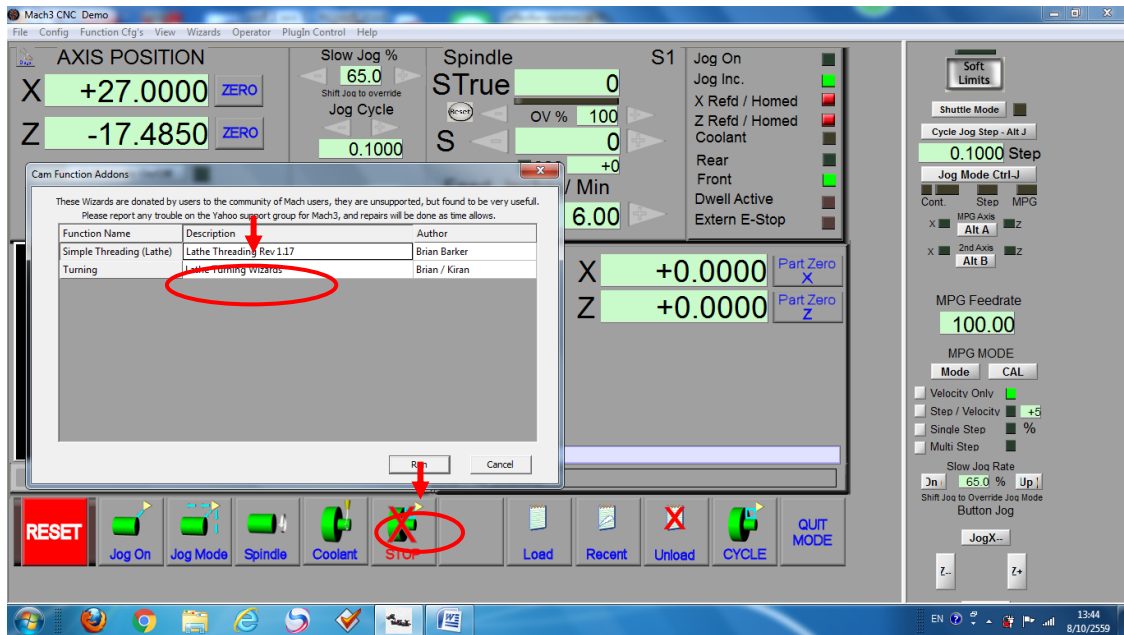 Mach3 CNC Demo
File Config Function Cfg's View Wizards Operator PlugIn Control Help
AXIS POSITION
X +27.0000 ZERO
Z -17.4850 ZERO
Slow Jog %
65.0
Shift Jog to override
Jog Cycle
0.1000
Spindle S1
STrue 0
Reset OV % 100
S 0
+0
/ Min
6.00
Jog On
Jog Inc.
X Refd / Homed
Z Refd / Homed
Coolant
Rear
Front
Dwell Active
Extern E-Stop
Cam Function Addons
These Wizards are donated by users to the community of Mach users, they are unsupported, but found to be very usefull.
Please report any trouble on the Yahoo support group for Mach3, and repairs will be done as time allows.
Function Name Description Author
Simple Threading (Lathe) Lathe Threading Rev 1.17 Brian Barker
Turning Lathe Turning Wizards Brian / Kiran
Run Cancel
X +0.0000 Part Zero X
Z +0.0000 Part Zero Z
RESET
Jog On
Jog Mode
Spindle
Coolant
STOP
Load
Recent
Unload
CYCLE
QUIT
MODE
Soft
Limits
Shuttle Mode
Cycle Jog Step - Alt J
0.1000 Step
Jog Mode Ctrl-J
Cont. Step MPG
MPG Axis
X Alt A Z
2nd Axis
X Alt B Z
MPG Feedrate
100.00
MPG MODE
Mode CAL
Velocity Only
Step / Velocity +5
Single Step %
Multi Step
Slow Jog Rate
65.0 % Up
Shift Jog to Override Jog Mode
Button Jog
JogX--
Z-- Z+
EN 13:44
8/10/2559